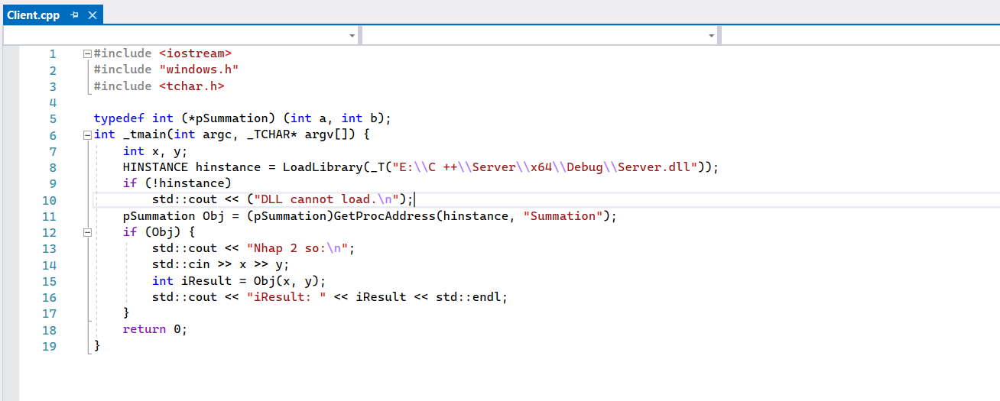 Client.cpp
1 #include <iostream>
2 #include "windows.h"
3 #include <tchar.h>
4
5 typedef int (*pSummation) (int a, int b);
6 int _tmain(int argc, _TCHAR* argv[]) {
7 int x, y;
8 HINSTANCE hinstance = LoadLibrary(_T("E:\\C ++\\Server\\x64\\Debug\\Server.dll"));
9 if (!hinstance)
10 std::cout << ("DLL cannot load.\n");
11 pSummation Obj = (pSummation)GetProcAddress(hinstance, "Summation");
12 if (Obj) {
13 std::cout << "Nhap 2 so:\n";
14 std::cin >> x >> y;
15 int iResult = Obj(x, y);
16 std::cout << "iResult: " << iResult << std::endl;
17 }
18 return 0;
19 }